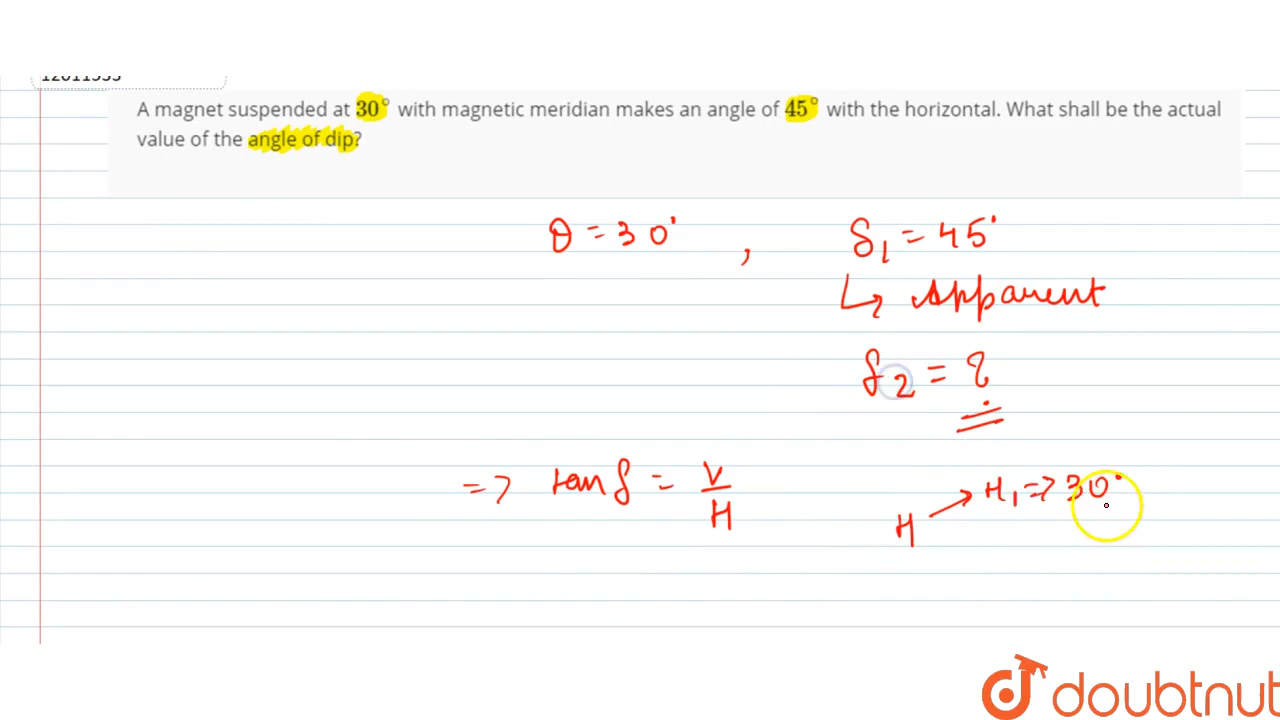 A magnet suspended at 30° with magnetic meridian makes an angle of 45° with the horizontal. What shall be the actual
value of the angle of dip?
θ = 30° , δ₁ = 45°
↳ Apparent
δ₂ = ?
=> tan δ = V/H
H → H₁ => 30°
doubtnut